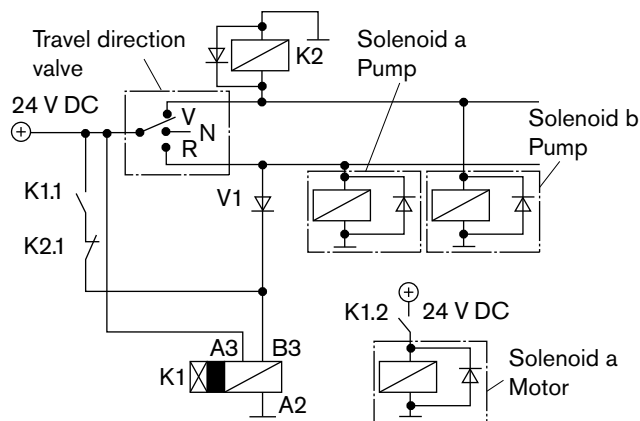 Travel direction
valve
K2
Solenoid a
Pump
24 V DC
V
N
R
Solenoid b
Pump
K1.1
V1
K2.1
K1.2
24 V DC
A3
B3
K1
A2
Solenoid a
Motor